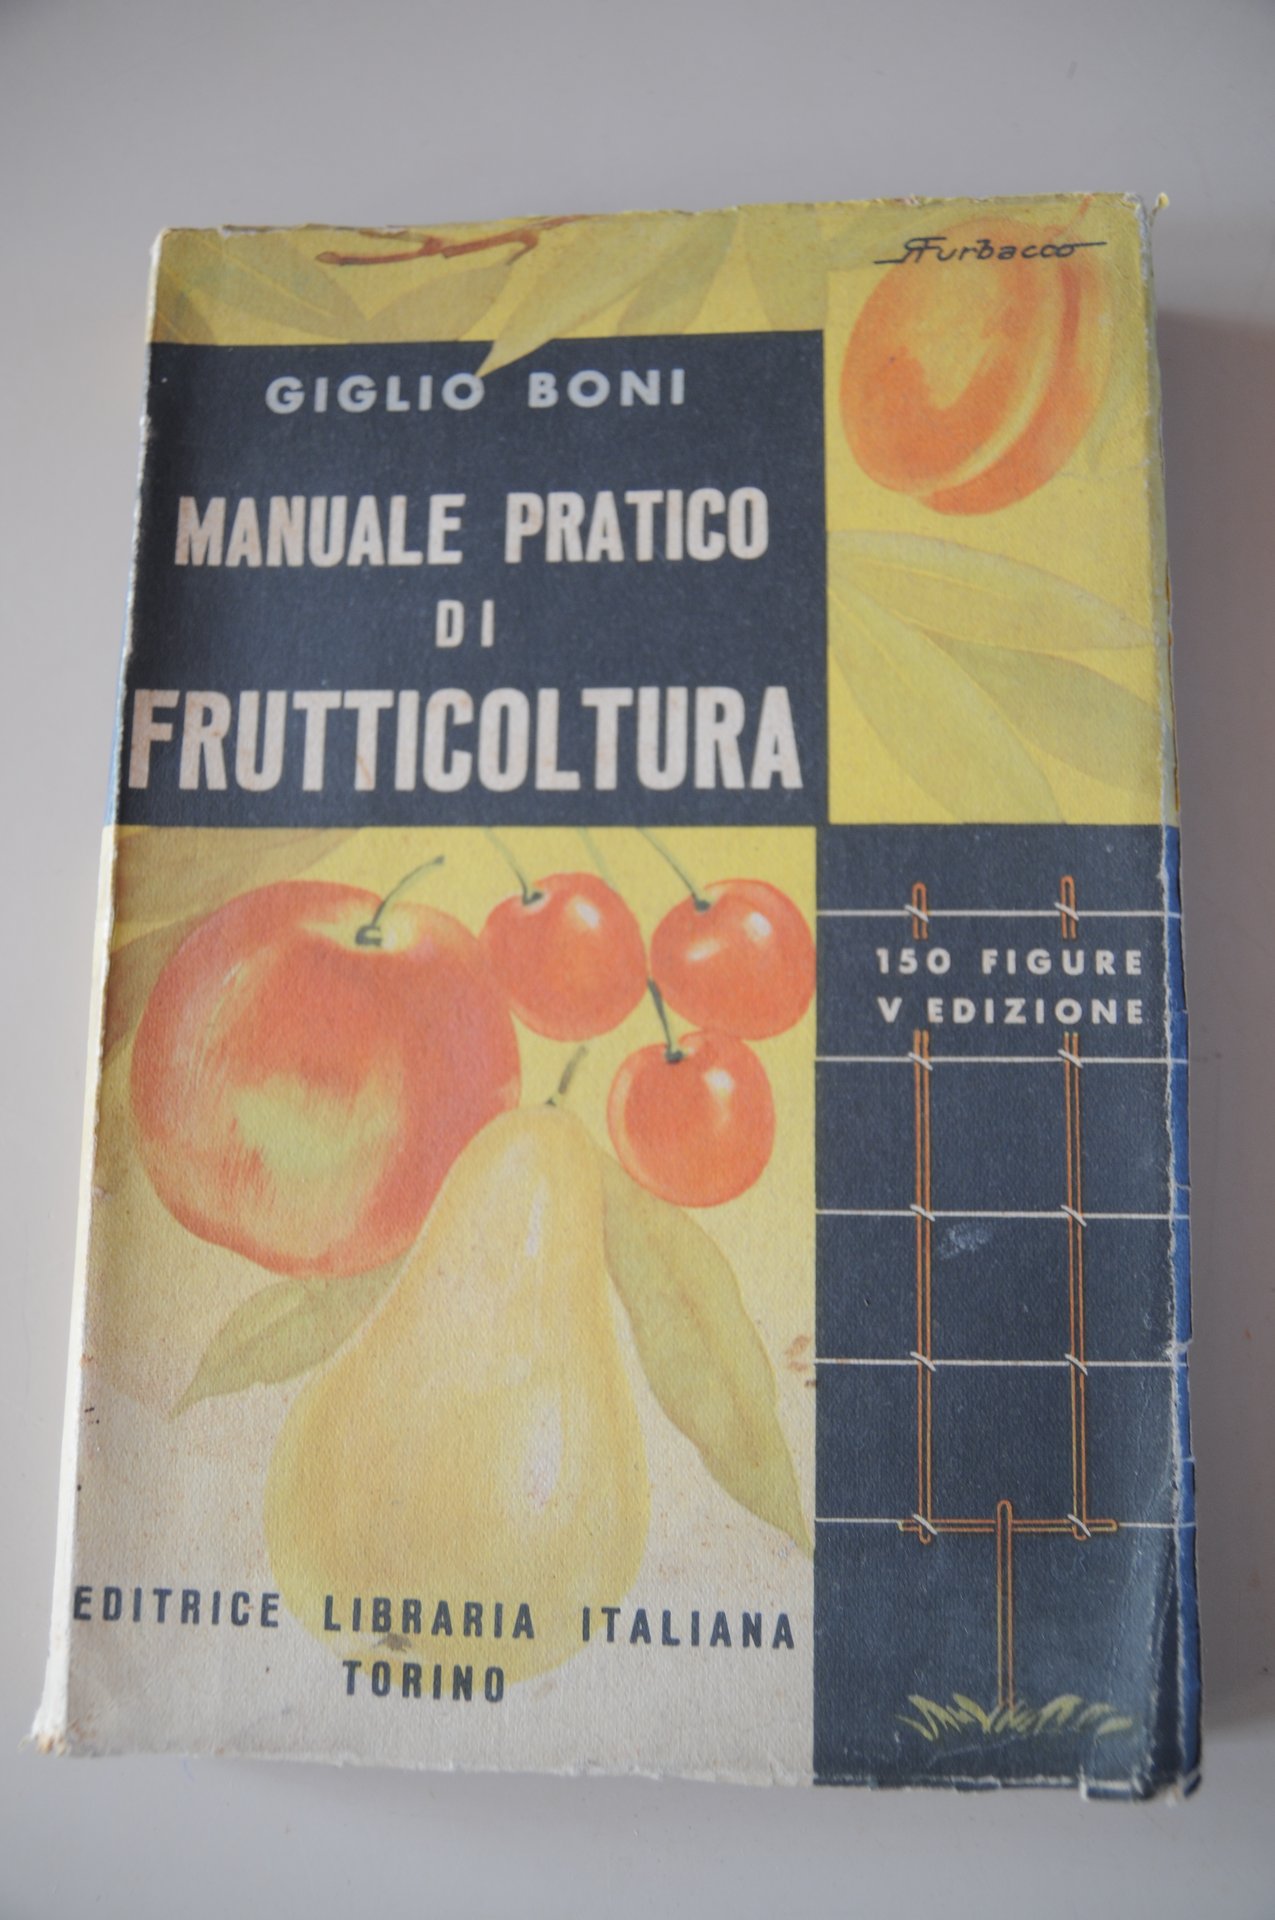 Furbacco
GIGLIO BONI
MANUALE PRATICO
DI
FRUTTICOLTURA
150 FIGURE
V EDIZIONE
EDITRICE LIBRARIA ITALIANA
TORINO